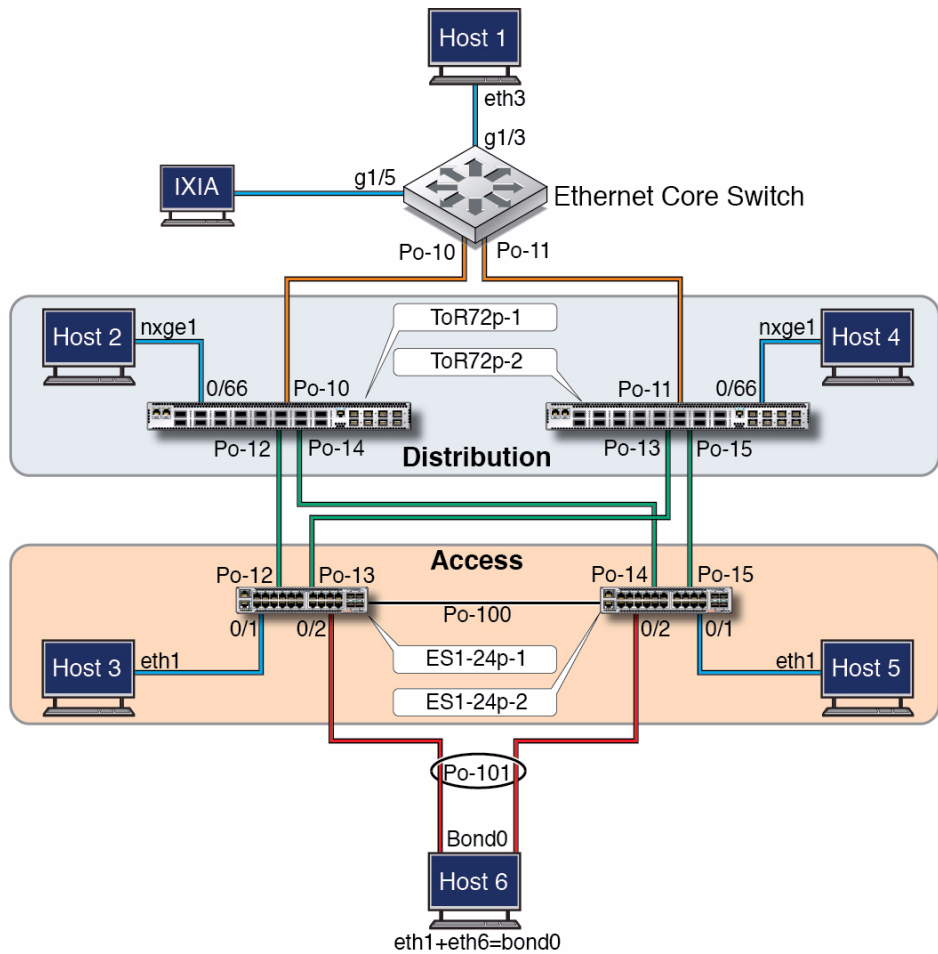 Host 1
eth3
g1/3
IXIA
g1/5
Ethernet Core Switch
Po-10
Po-11
Host 2
nxge1
ToR72p-1
nxge1
Host 4
ToR72p-2
0/66
Po-10
Po-11
0/66
Po-12
Po-14
Distribution
Po-13
Po-15
Access
Po-12
Po-13
Po-14
Po-15
Po-100
0/1
0/2
0/2
0/1
Host 3
eth1
ES1-24p-1
eth1
Host 5
ES1-24p-2
Po-101
Bond0
Host 6
eth1+eth6=bond0